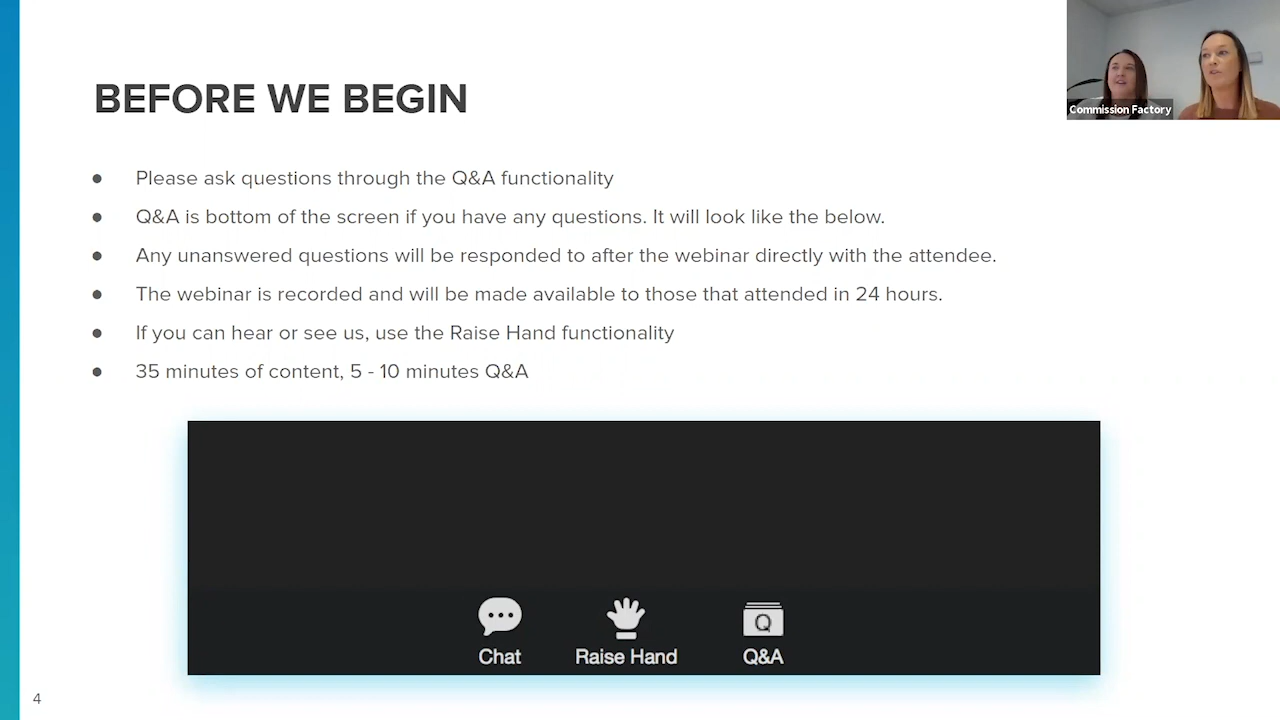 BEFORE WE BEGIN
Commission Factory
Please ask questions through the Q&A functionality
Q&A is bottom of the screen if you have any questions. It will look like the below.
Any unanswered questions will be responded to after the webinar directly with the attendee.
The webinar is recorded and will be made available to those that attended in 24 hours.
If you can hear or see us, use the Raise Hand functionality
35 minutes of content, 5 - 10 minutes Q&A
Q
Chat Raise Hand Q&A
4